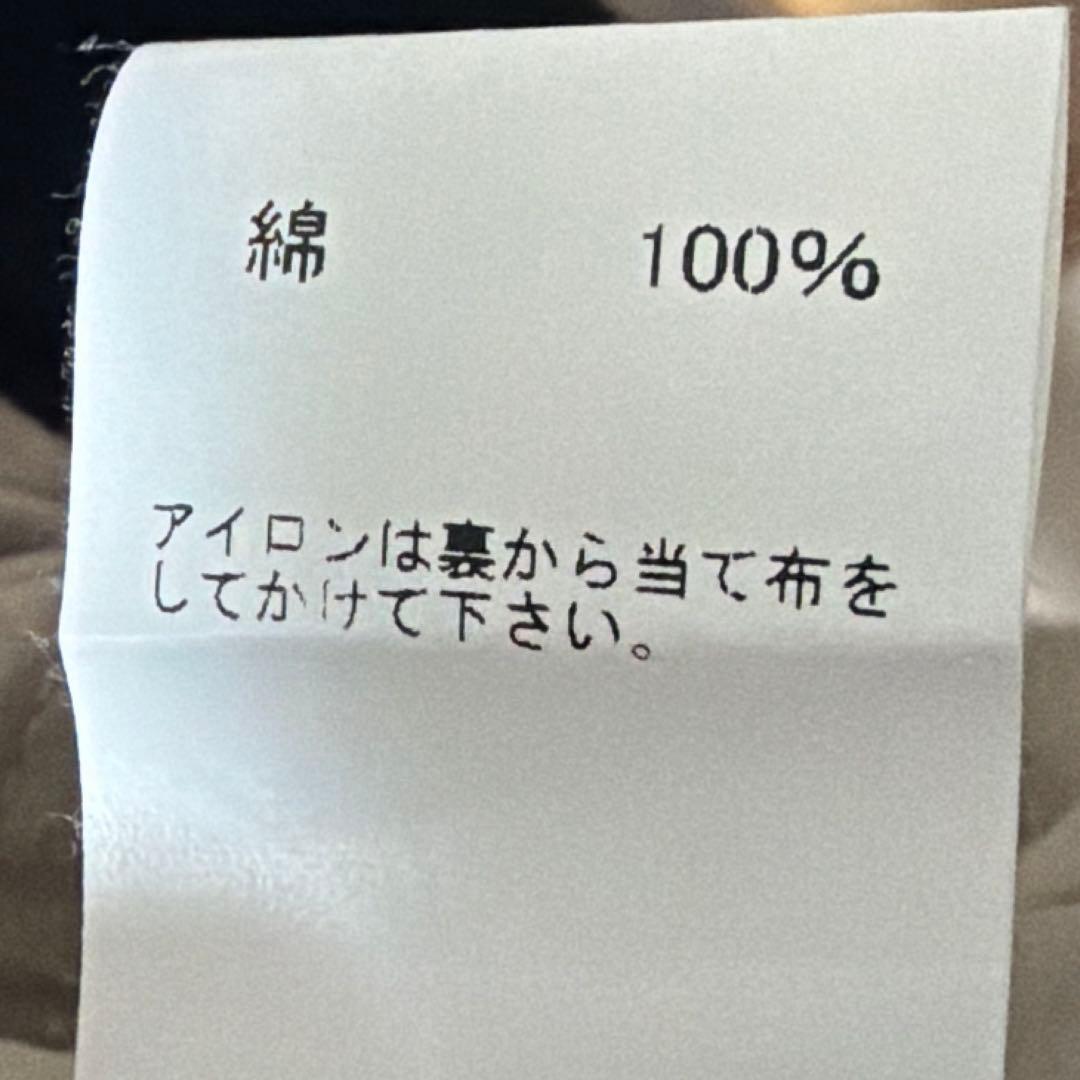 綿 100%
アイロンは裏から当て布を
してかけて下さい。